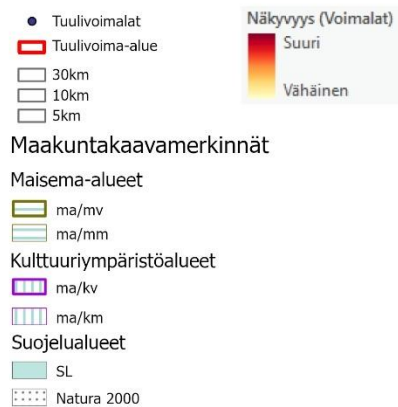 Tuulivoimalat
Tuulivoima-alue
30km
10km
5km
Näkyvyys (Voimalat)
Suuri
Vähäinen
Maakuntakaavamerkinnät
Maisema-alueet
ma/mv
ma/mm
Kulttuuriympäristöalueet
ma/kv
ma/km
Suojelualueet
SL
Natura 2000